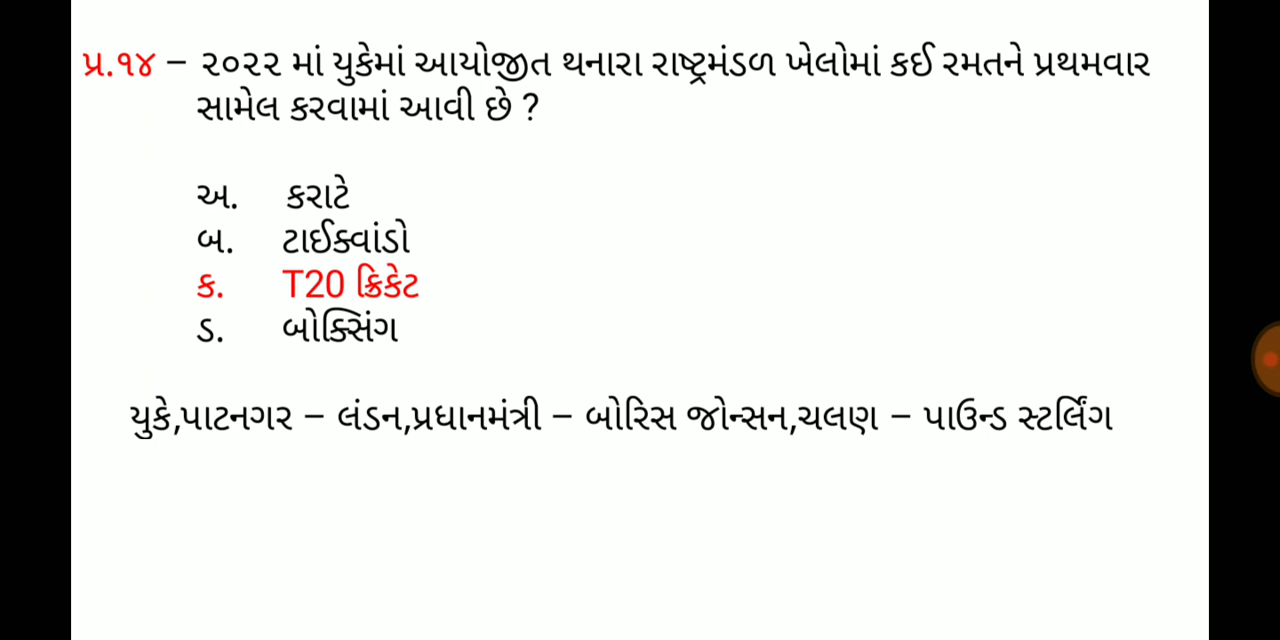 પ્ર.૧૪ – ૨૦૨૨ માં યુકેમાં આયોજીત થનારા રાષ્ટ્રમંડળ ખેલોમાં કઈ રમતને પ્રથમવાર
સામેલ કરવામાં આવી છે ?
અ. કરાટે
બ. ટાઈક્વાંડો
ક. T20 ક્રિકેટ
ડ. બોક્સિંગ
યુકે,પાટનગર – લંડન,પ્રધાનમંત્રી – બોરિસ જોન્સન,ચલણ – પાઉન્ડ સ્ટર્લિંગ